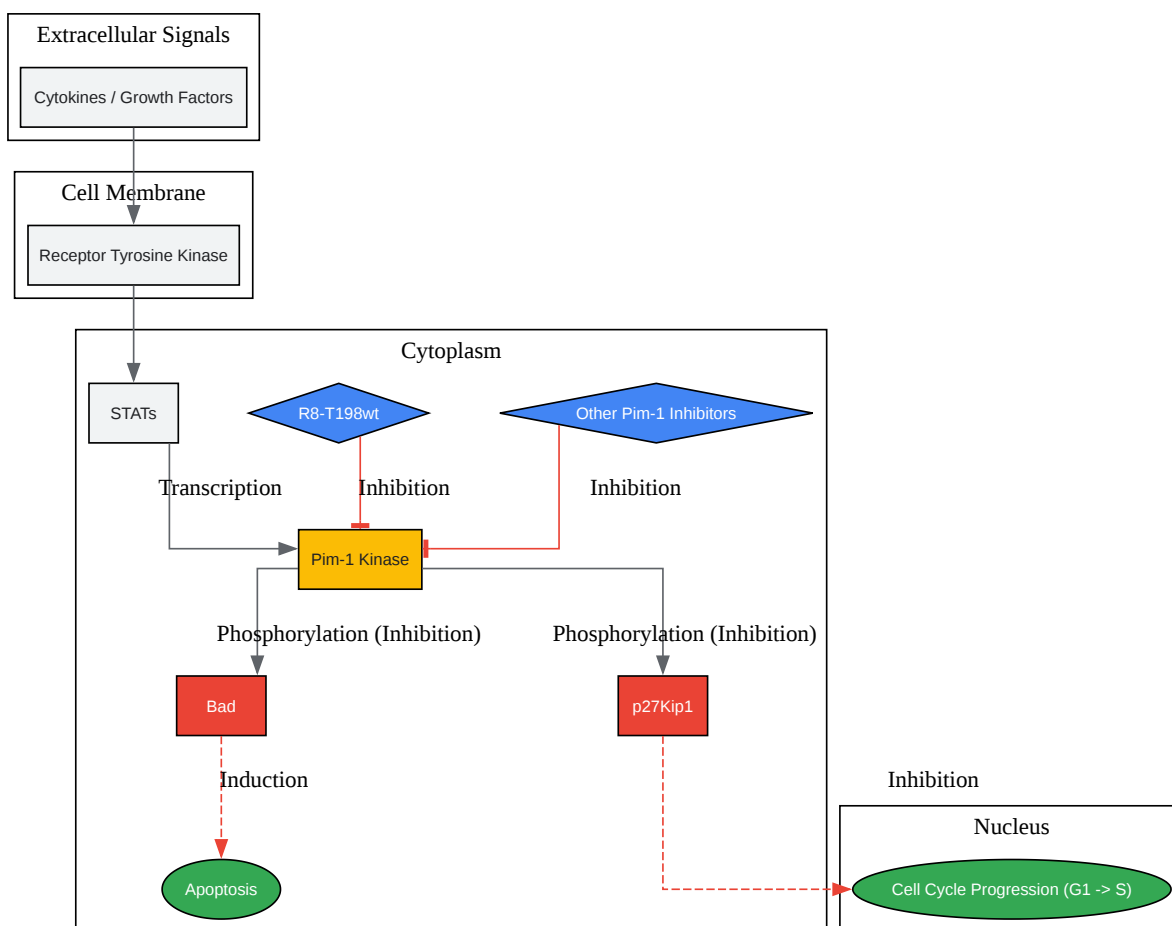 Extracellular Signals
Cytokines / Growth Factors
Cell Membrane
Receptor Tyrosine Kinase
Cytoplasm
STATs
R8-T198wt
Other Pim-1 Inhibitors
Transcription
Inhibition
Inhibition
Pim-1 Kinase
Phosphorylation (Inhibition)
Phosphorylation (Inhibition)
Bad
p27Kip1
Induction
Inhibition
Nucleus
Apoptosis
Cell Cycle Progression (G1 -> S)